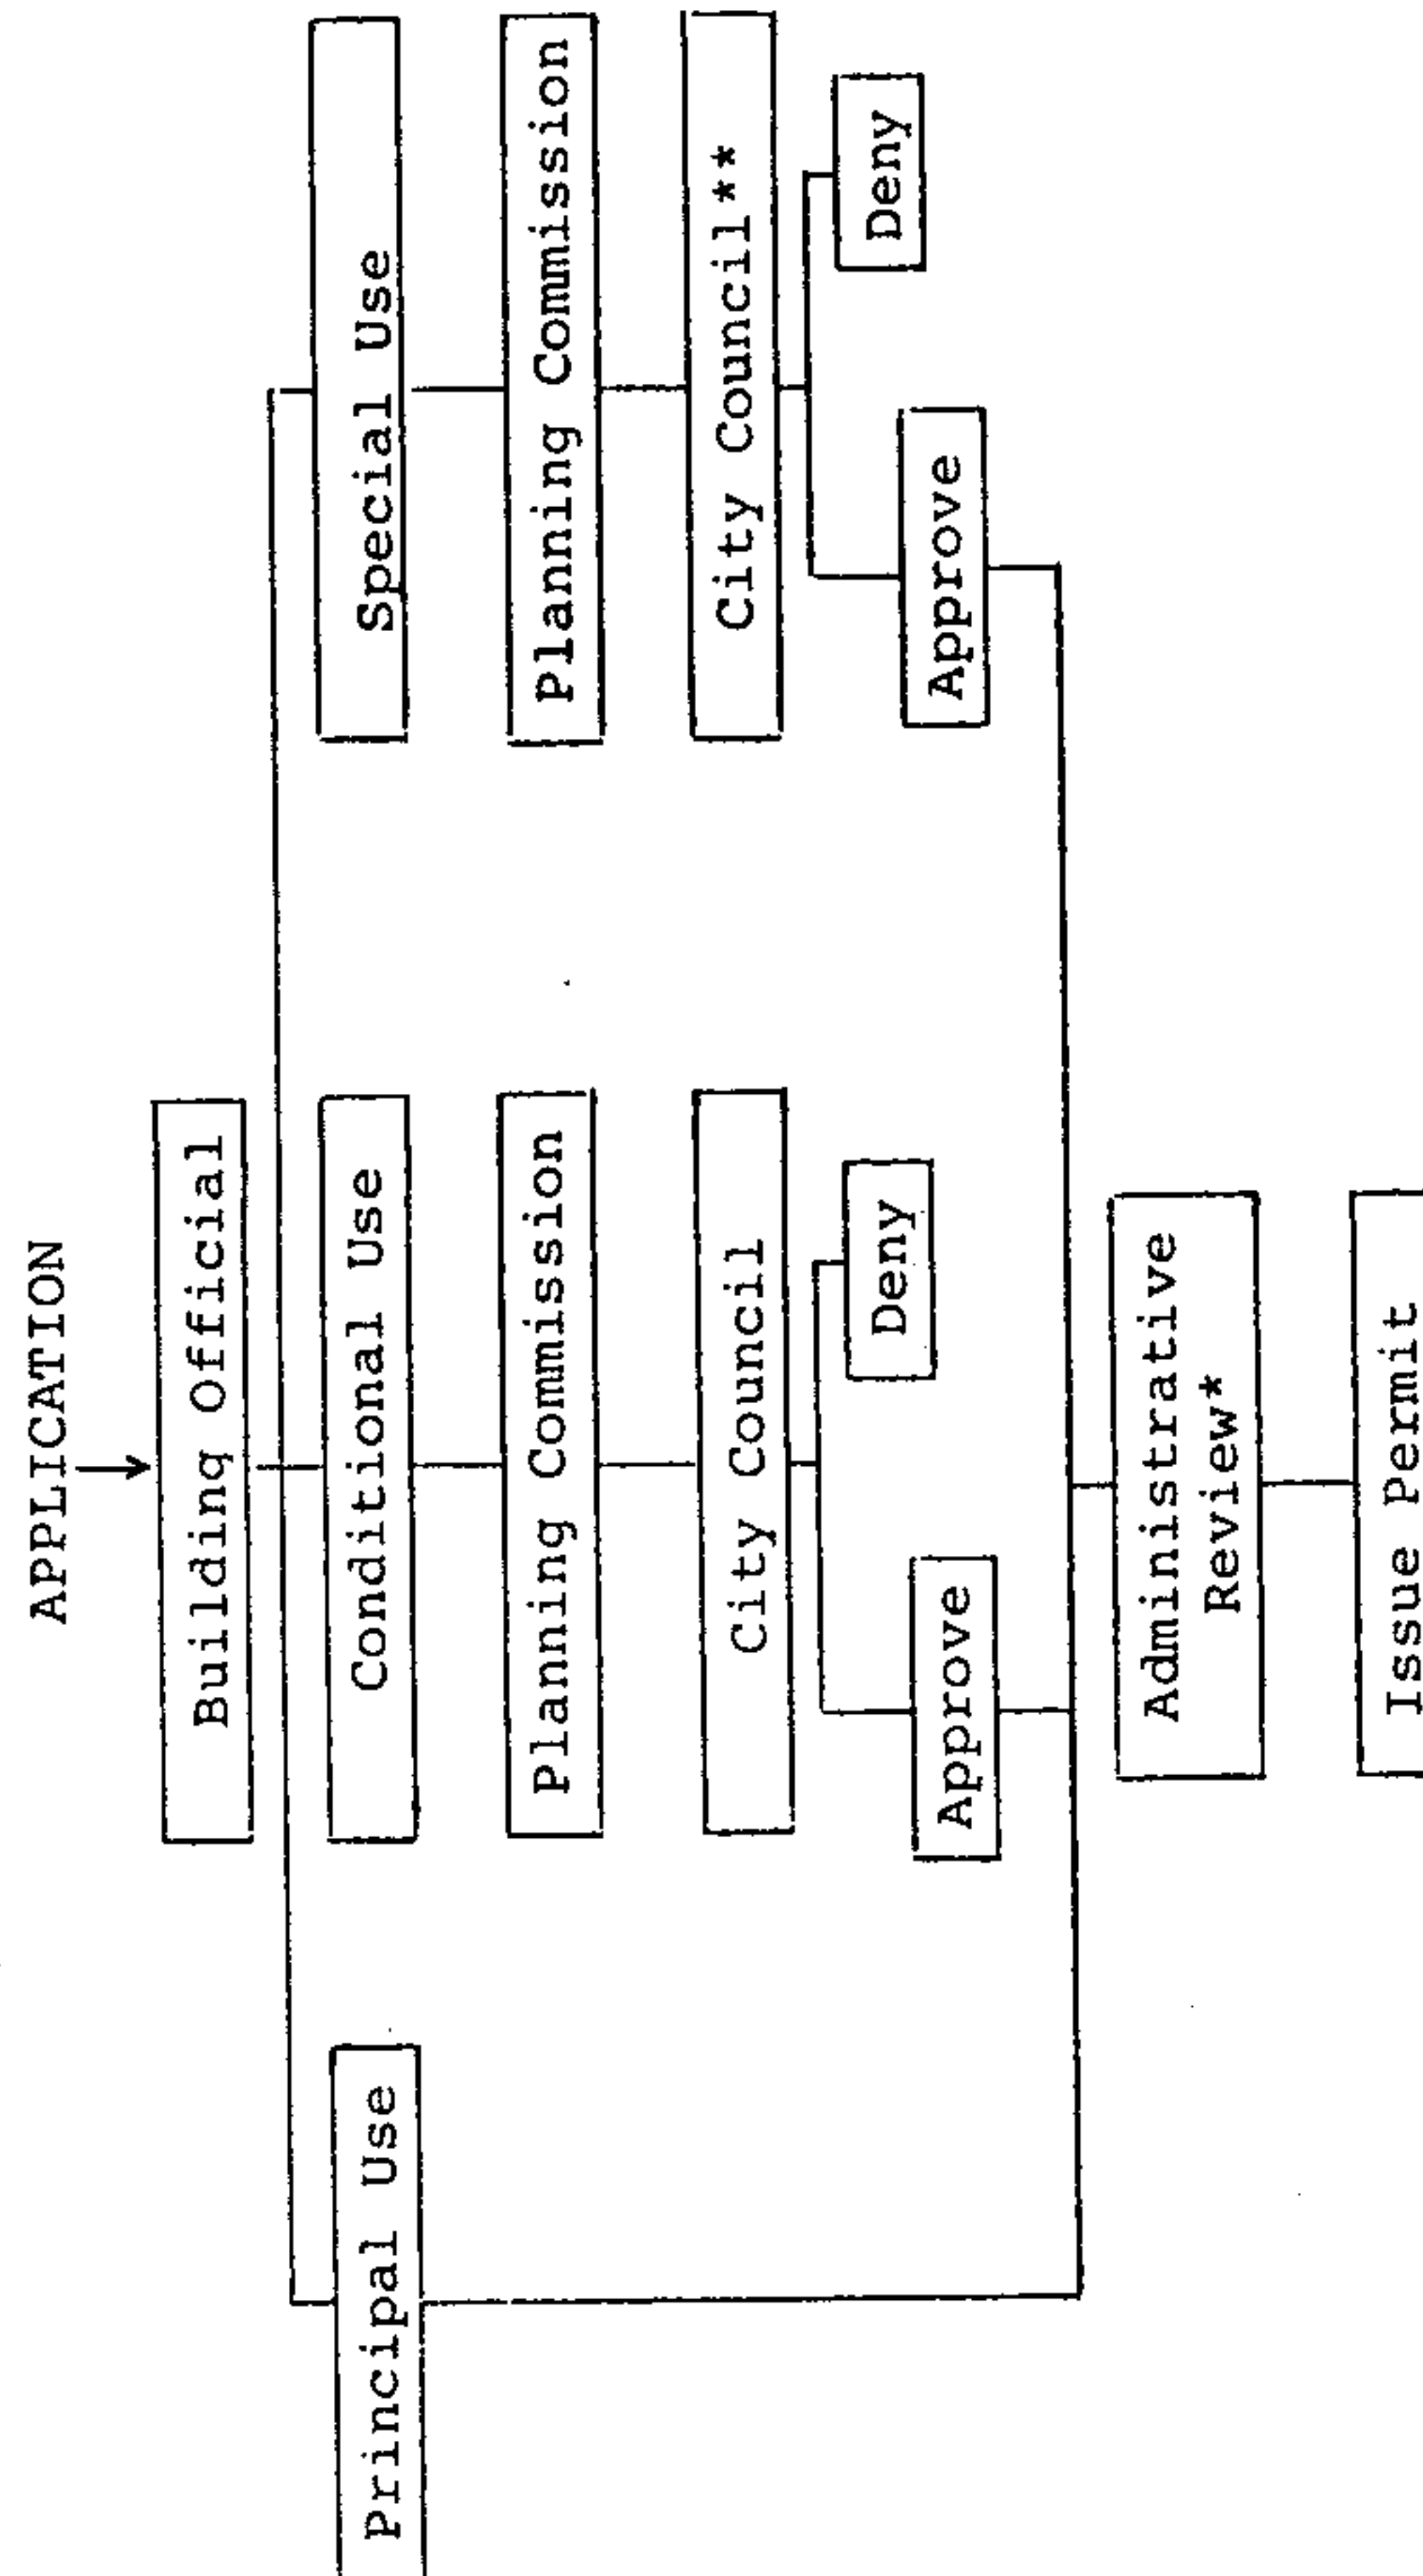 APPLICATION
Building Official
Principal Use
Conditional Use
Special Use
Planning Commission
Planning Commission
City Council
City Council**
Approve
Deny
Approve
Deny
Administrative
Review*
Issue Permit